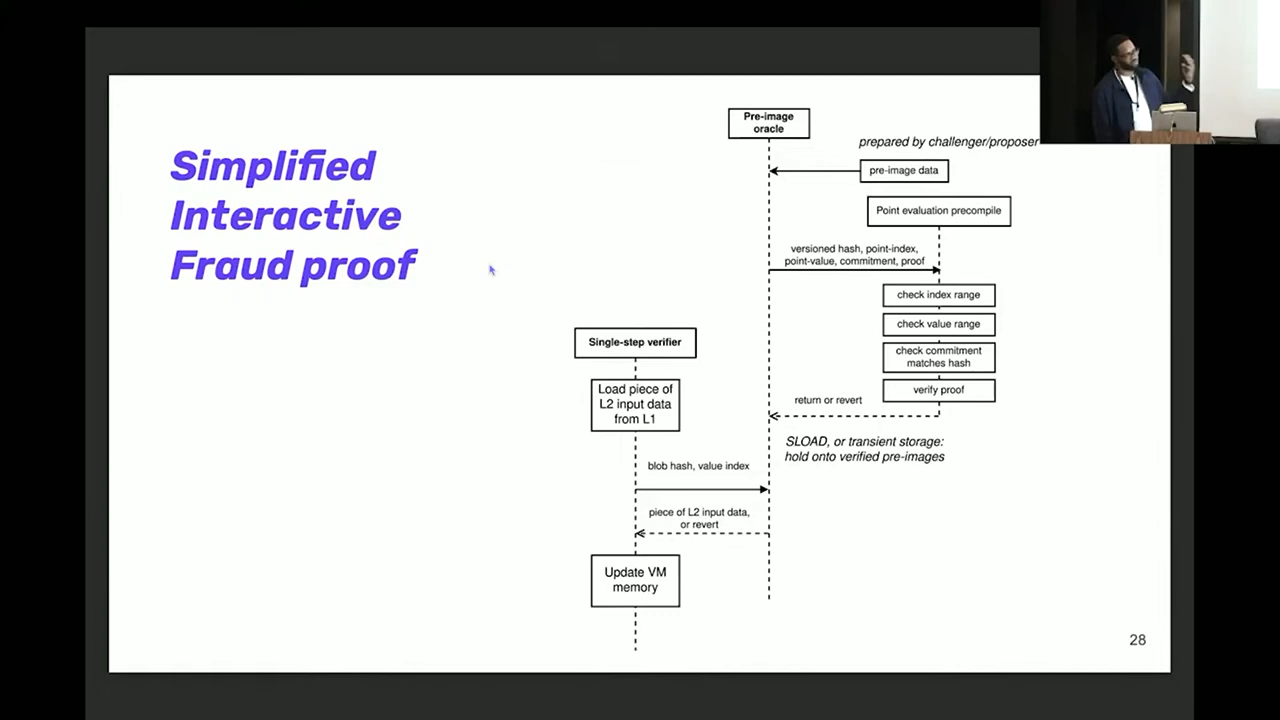 Simplified
Interactive
Fraud proof
Pre-image
oracle
prepared by challenger/proposer
pre-image data
Point evaluation precompile
versioned hash, point-index,
point-value, commitment, proof
check index range
check value range
check commitment
matches hash
verify proof
return or revert
SLOAD, or transient storage:
hold onto verified pre-images
Single-step verifier
Load piece of
L2 input data
from L1
blob hash, value index
piece of L2 input data,
or revert
Update VM
memory
28